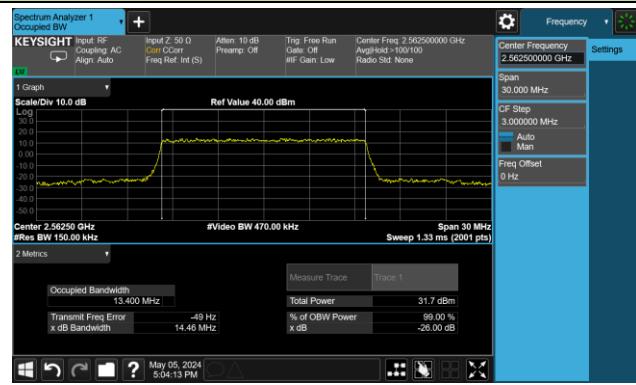 Spectrum Analyzer 1
Occupied BW
+
Frequency
KEYSIGHT
Input: RF
Coupling: AC
Align: Auto
Input Z: 50 Ω
Corr CCorr
Freq Ref: Int (S)
Atten: 10 dB
Preamp: Off
Trig: Free Run
Gate: Off
#IF Gain: Low
Center Freq: 2.562500000 GHz
Avg|Hold:>100/100
Radio Std: None
Center Frequency
2.562500000 GHz
Settings
Span
30.000 MHz
CF Step
3.000000 MHz
Auto
Man
Freq Offset
0 Hz
1 Graph
Scale/Div 10.0 dB
Ref Value 40.00 dBm
Log
30.0
20.0
10.0
0.00
-10.0
-20.0
-30.0
-40.0
-50.0
Center 2.56250 GHz
#Video BW 470.00 kHz
Span 30 MHz
#Res BW 150.00 kHz
Sweep 1.33 ms (2001 pts)
2 Metrics
Measure Trace
Trace 1
Occupied Bandwidth
13.400 MHz
Total Power
31.7 dBm
Transmit Freq Error
-49 Hz
% of OBW Power
99.00 %
x dB Bandwidth
14.46 MHz
x dB
-26.00 dB
?
May 05, 2024
5:04:13 PM